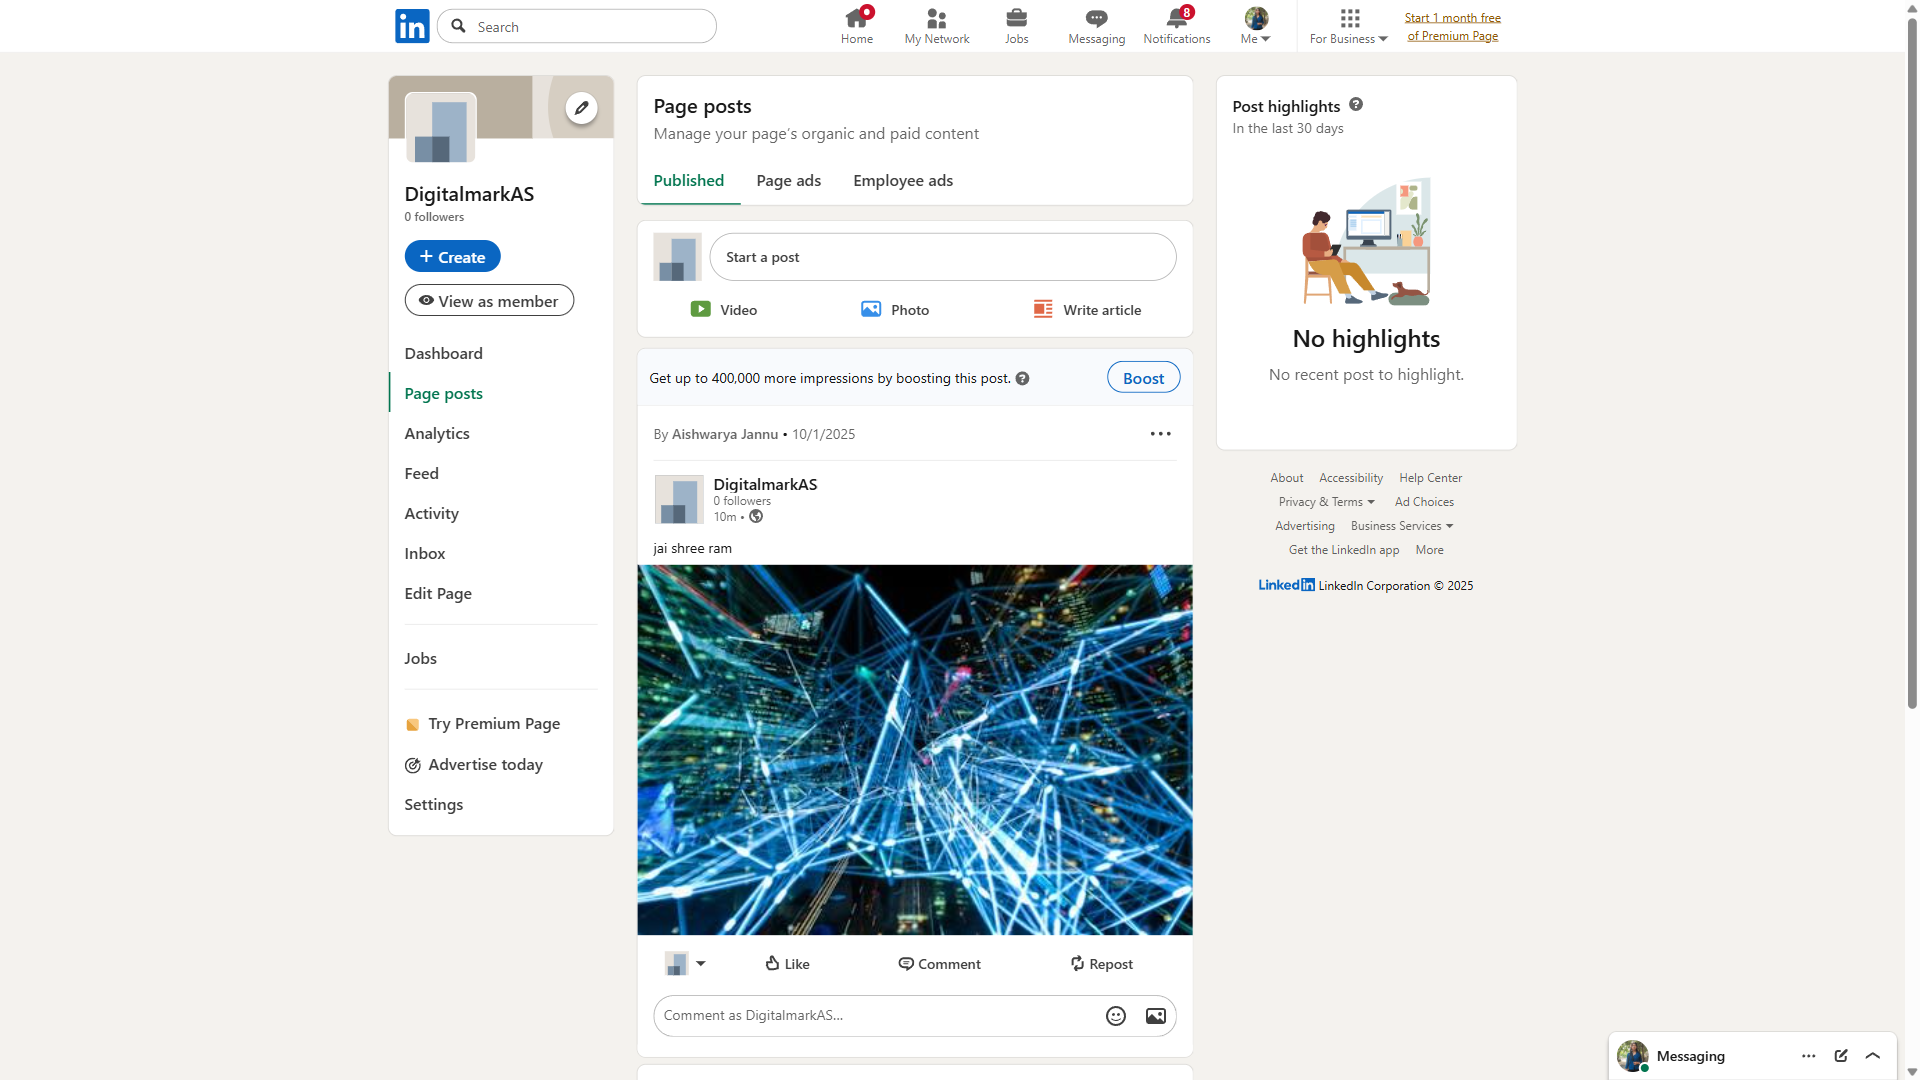 in
Search
Home
My Network
Jobs
Messaging
8
Notifications
Me
For Business
Start 1 month free
of Premium Page
DigitalmarkAS
0 followers
+ Create
View as member
Dashboard
Page posts
Analytics
Feed
Activity
Inbox
Edit Page
Jobs
Try Premium Page
Advertise today
Settings
Page posts
Manage your page's organic and paid content
Published
Page ads
Employee ads
Start a post
Video
Photo
Write article
Get up to 400,000 more impressions by boosting this post.
Boost
By Aishwarya Jannu • 10/1/2025
DigitalmarkAS
0 followers
10m •
jai shree ram
Like
Comment
Repost
Comment as DigitalmarkAS...
Post highlights
In the last 30 days
No highlights
No recent post to highlight.
About Accessibility Help Center
Privacy & Terms Ad Choices
Advertising Business Services
Get the LinkedIn app More
LinkedIn LinkedIn Corporation © 2025
Messaging